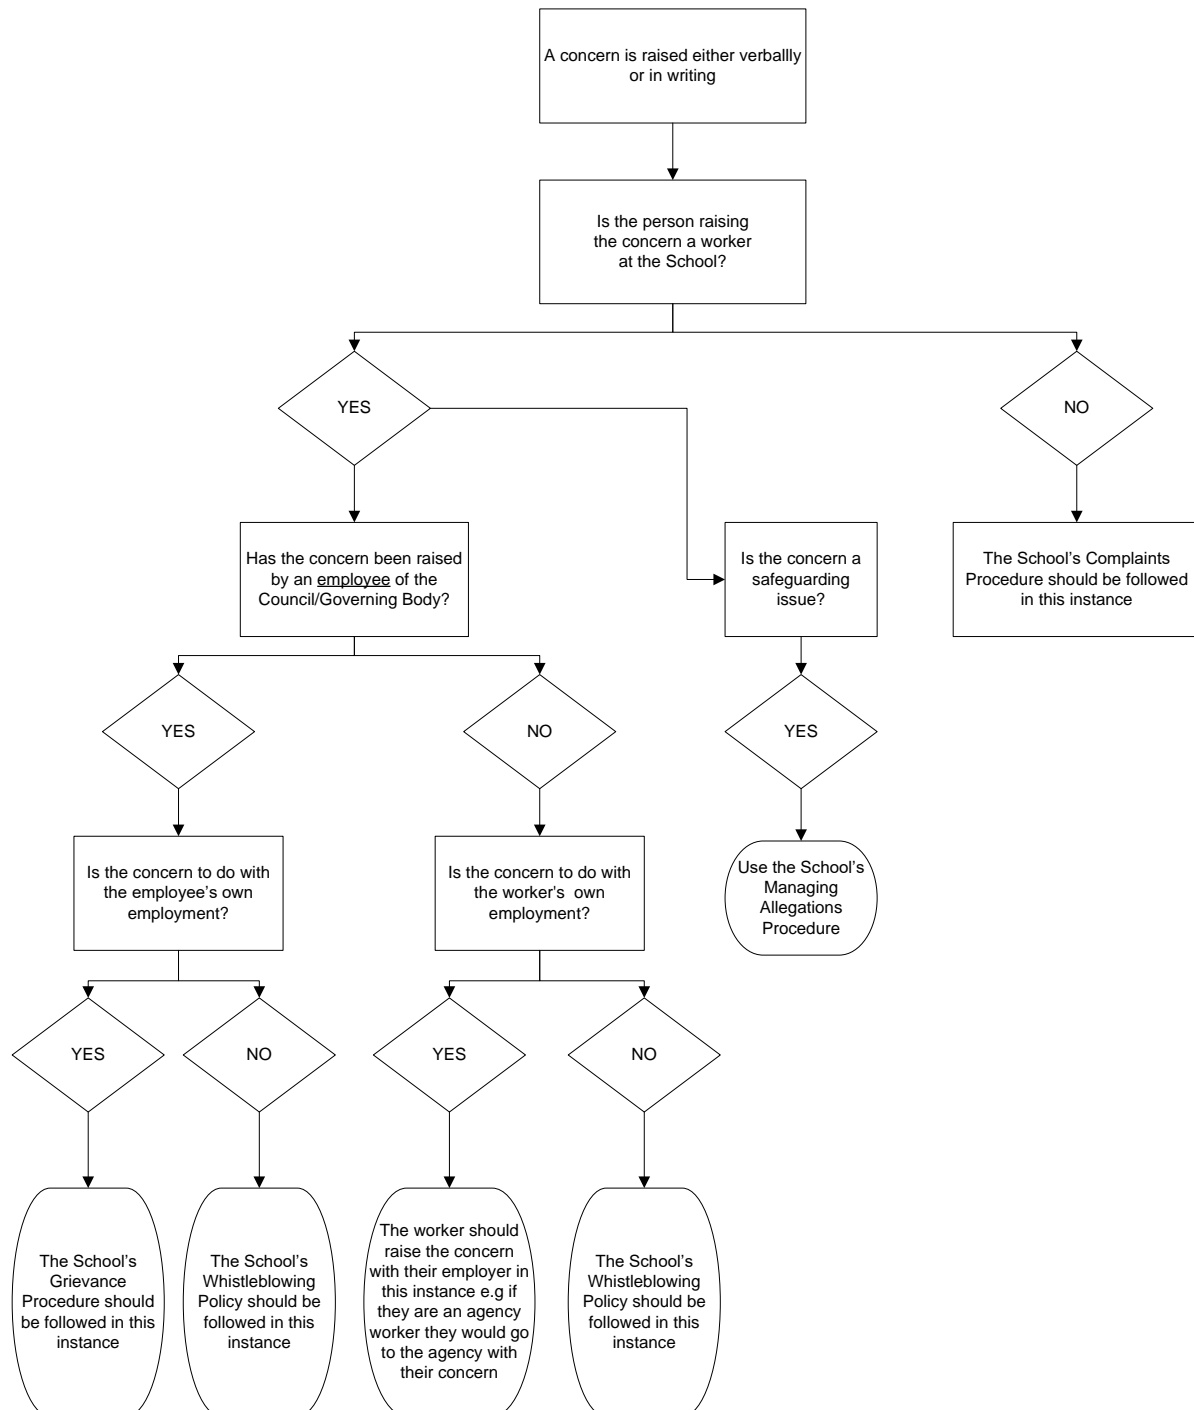 A concern is raised either verballly
or in writing
Is the person raising
the concern a worker
at the School?
YES
NO
Has the concern been raised
by an employee of the
Council/Governing Body?
Is the concern a
safeguarding
issue?
The School’s Complaints
Procedure should be followed
in this instance
YES
NO
YES
Is the concern to do with
the employee’s own
employment?
Is the concern to do with
the worker's  own
employment?
Use the School’s
Managing
Allegations
Procedure
YES
NO
YES
NO
The School’s
Grievance
Procedure should
be followed in this
instance
The School’s
Whistleblowing
Policy should be
followed in this
instance
The worker should
raise the concern
with their employer in
this instance e.g if
they are an agency
worker they would go
to the agency with
their concern
The School’s
Whistleblowing
Policy should be
followed in this
instance